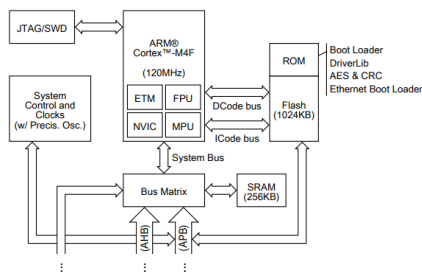 JTAG/SWD
ARM®
Cortex™-M4F
(120MHz)
ETM
FPU
NVIC
MPU
ROM
Boot Loader
DriverLib
AES & CRC
Ethernet Boot Loader
Flash
(1024KB)
DCode bus
ICode bus
System
Control and
Clocks
(w/ Precis. Osc.)
System Bus
Bus Matrix
SRAM
(256KB)
(AHB)
(APB)